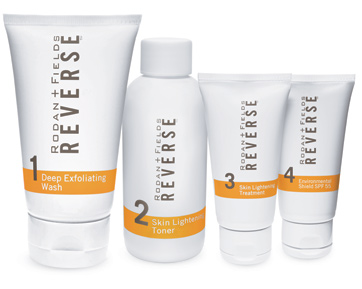 RODAN + FIELDS
REVERSE
1
Deep Exfoliating
Wash
RODAN + FIELDS
REVERSE
2
Skin Lightening
Toner
RODAN + FIELDS
REVERSE
3
Skin Lightening
Treatment
RODAN + FIELDS
REVERSE
4
Environmental
Shield SPF